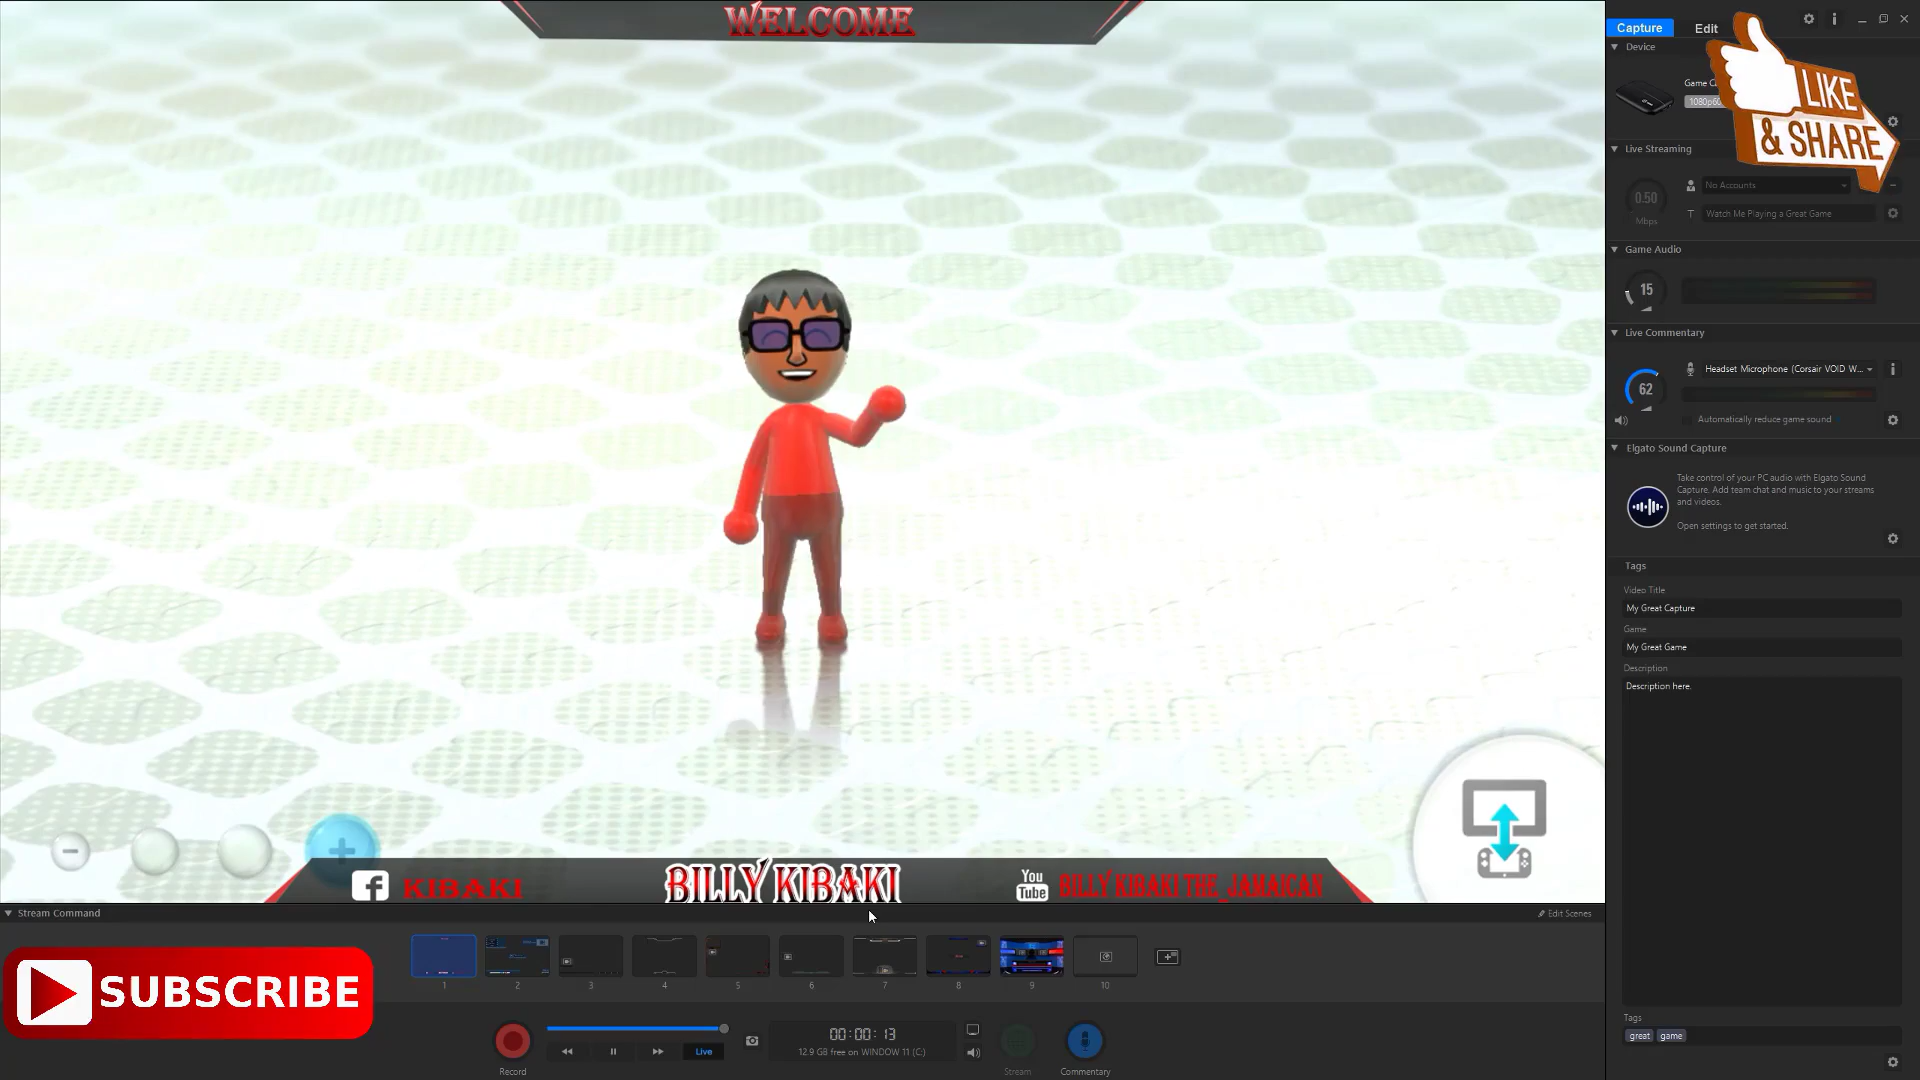 WELCOME
Capture
Edit
Device
1080p60
LIKE
& SHARE
Live Streaming
0.50
Mbps
No Accounts
T
Watch Me Playing a Great Game
Game Audio
15
Live Commentary
62
Headset Microphone (Corsair VOID W...
Automatically reduce game sound
Elgato Sound Capture
Take control of your PC audio with Elgato Sound
Capture. Add team chat and music to your streams
and videos.
Open settings to get started.
Tags
Video Title
My Great Capture
Game
My Great Game
Description
Description here.
KIBAKI
BILLY KIBAKI
You
Tube
BILLY KIBAKI THE_JAMAICAN
Stream Command
Edit Scenes
1
2
3
4
5
6
7
8
9
10
SUBSCRIBE
Record
Live
00:00:13
12.9 GB free on WINDOW 11 (C:)
Stream
Commentary
Tags
great
game